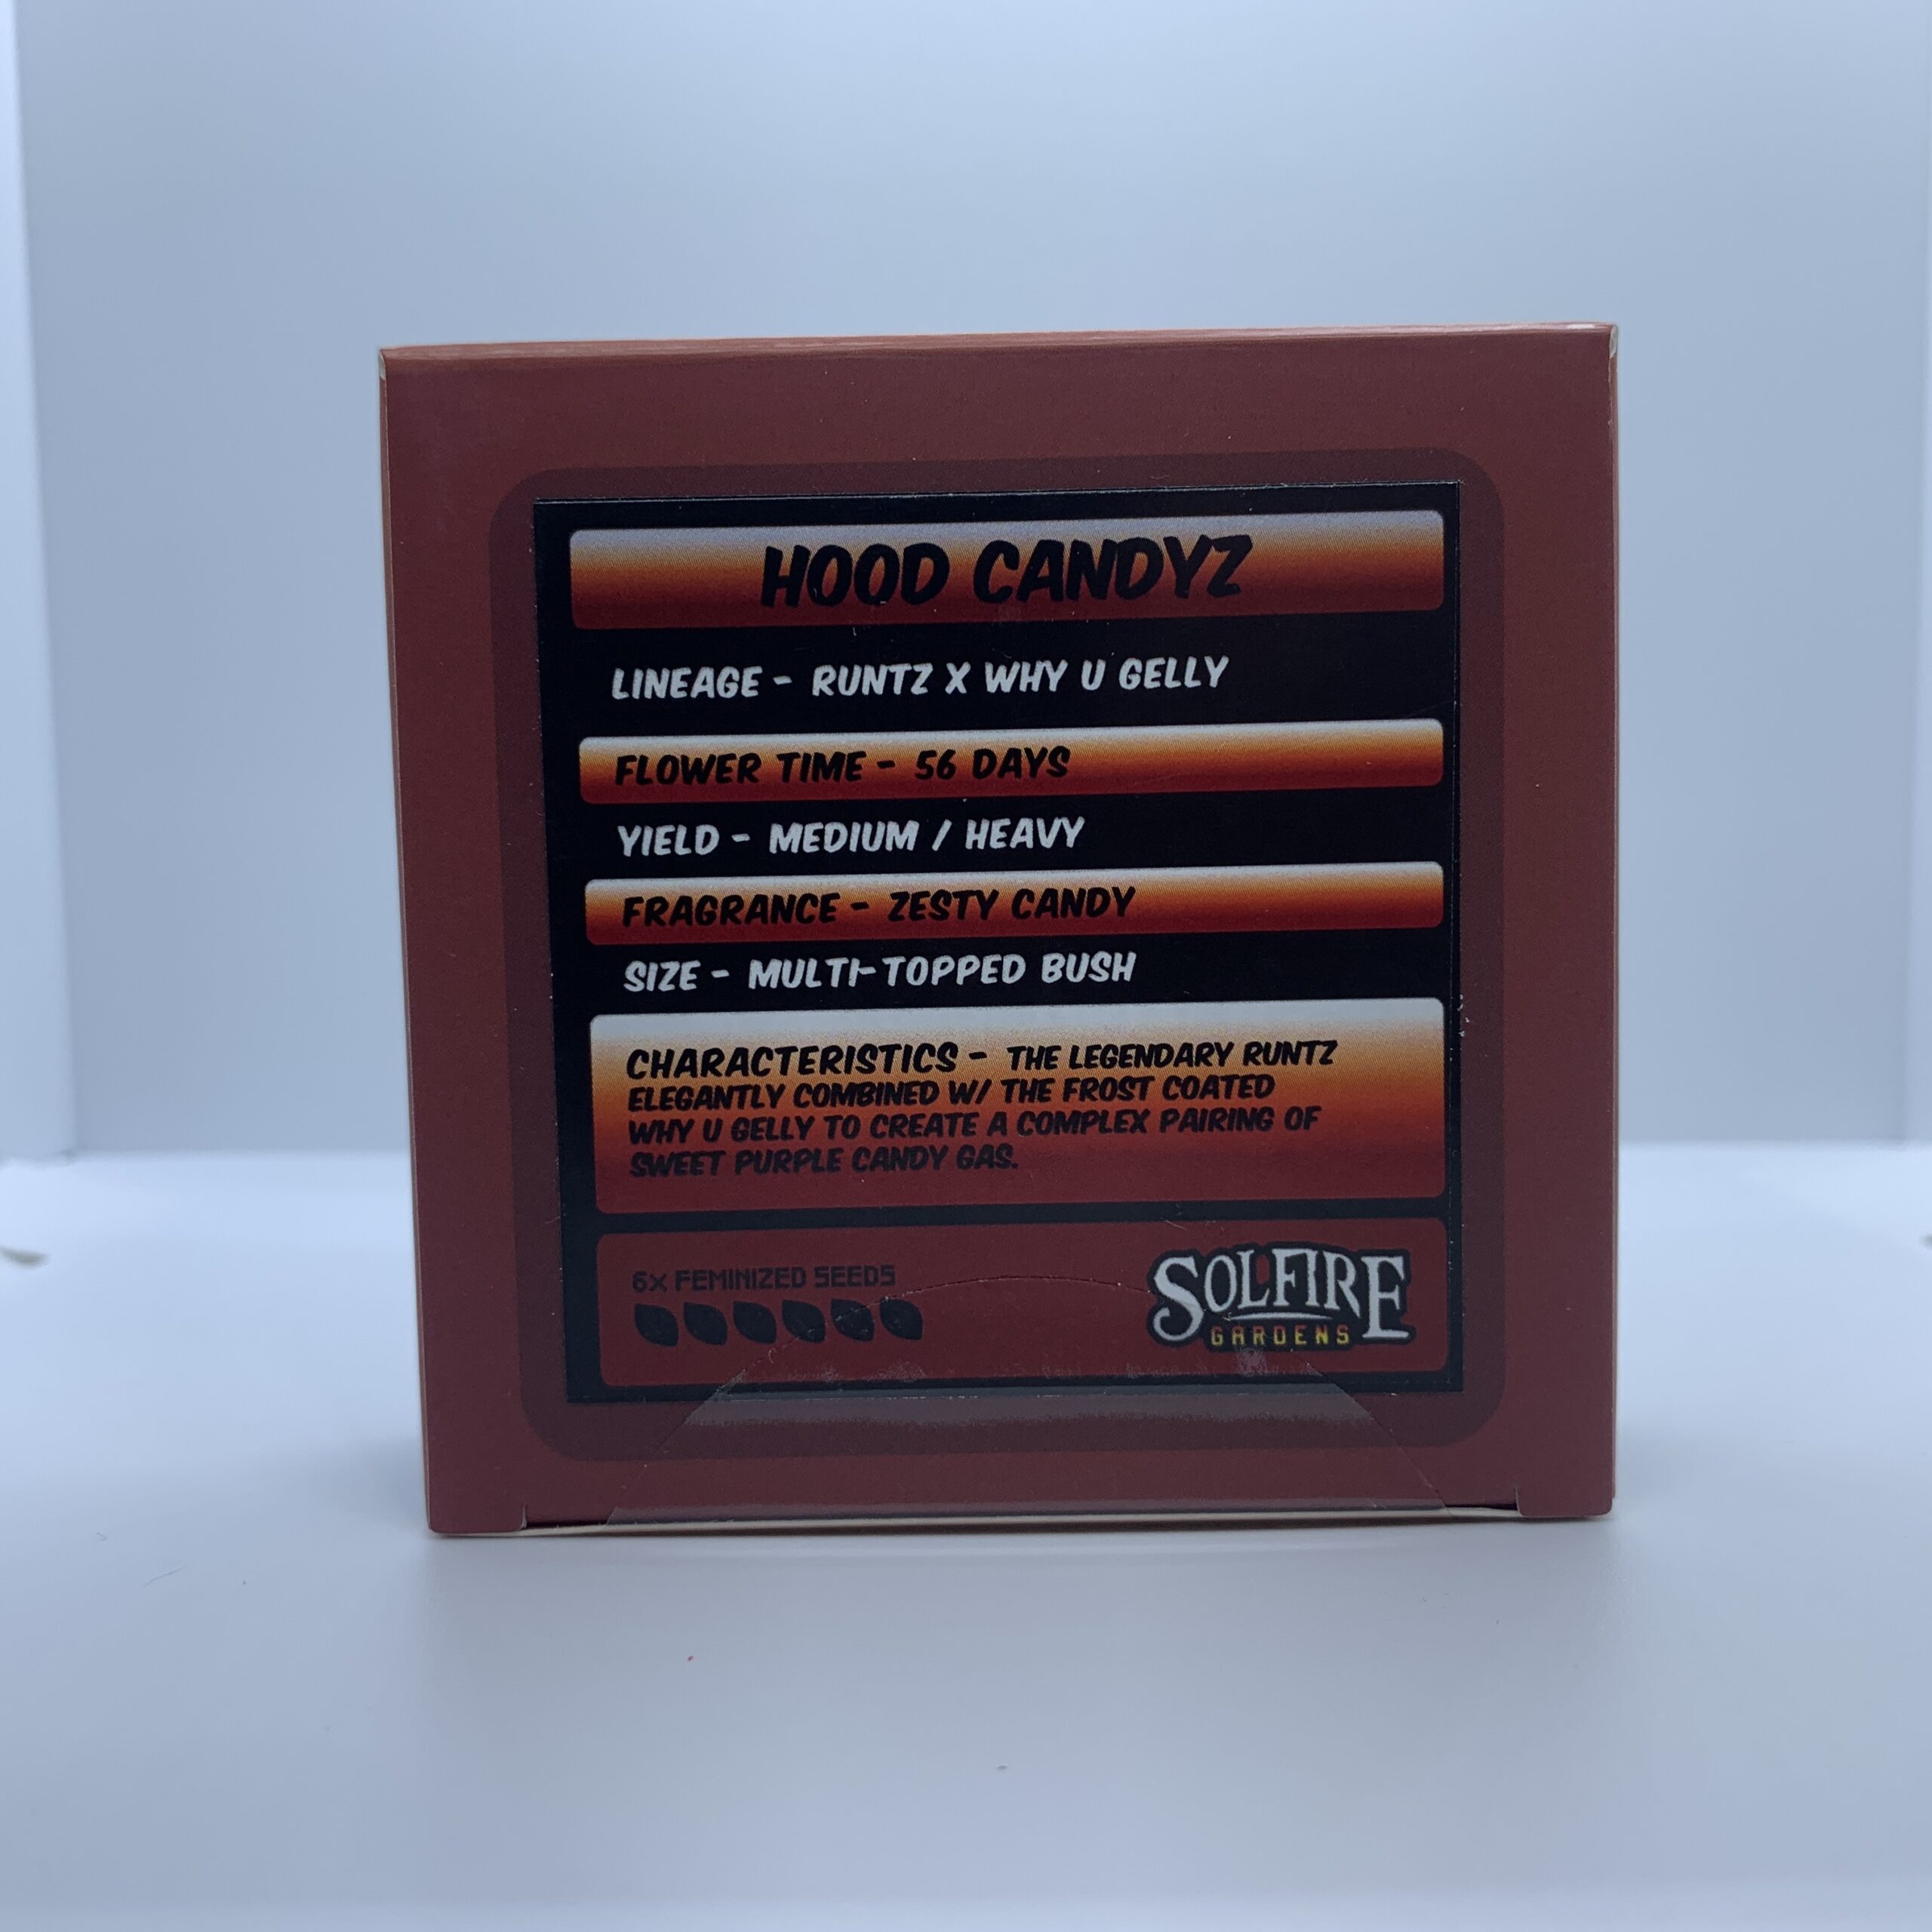 HOOD CANDYZ
LINEAGE - RUNTZ X WHY U GELLY
FLOWER TIME - 56 DAYS
YIELD - MEDIUM / HEAVY
FRAGRANCE - ZESTY CANDY
SIZE - MULTI-TOPPED BUSH
CHARACTERISTICS - THE LEGENDARY RUNTZ
ELEGANTLY COMBINED W/ THE FROST COATED
WHY U GELLY TO CREATE A COMPLEX PAIRING OF
SWEET PURPLE CANDY GAS.
6X FEMINIZED SEEDS
SOLFIRE
GARDENS